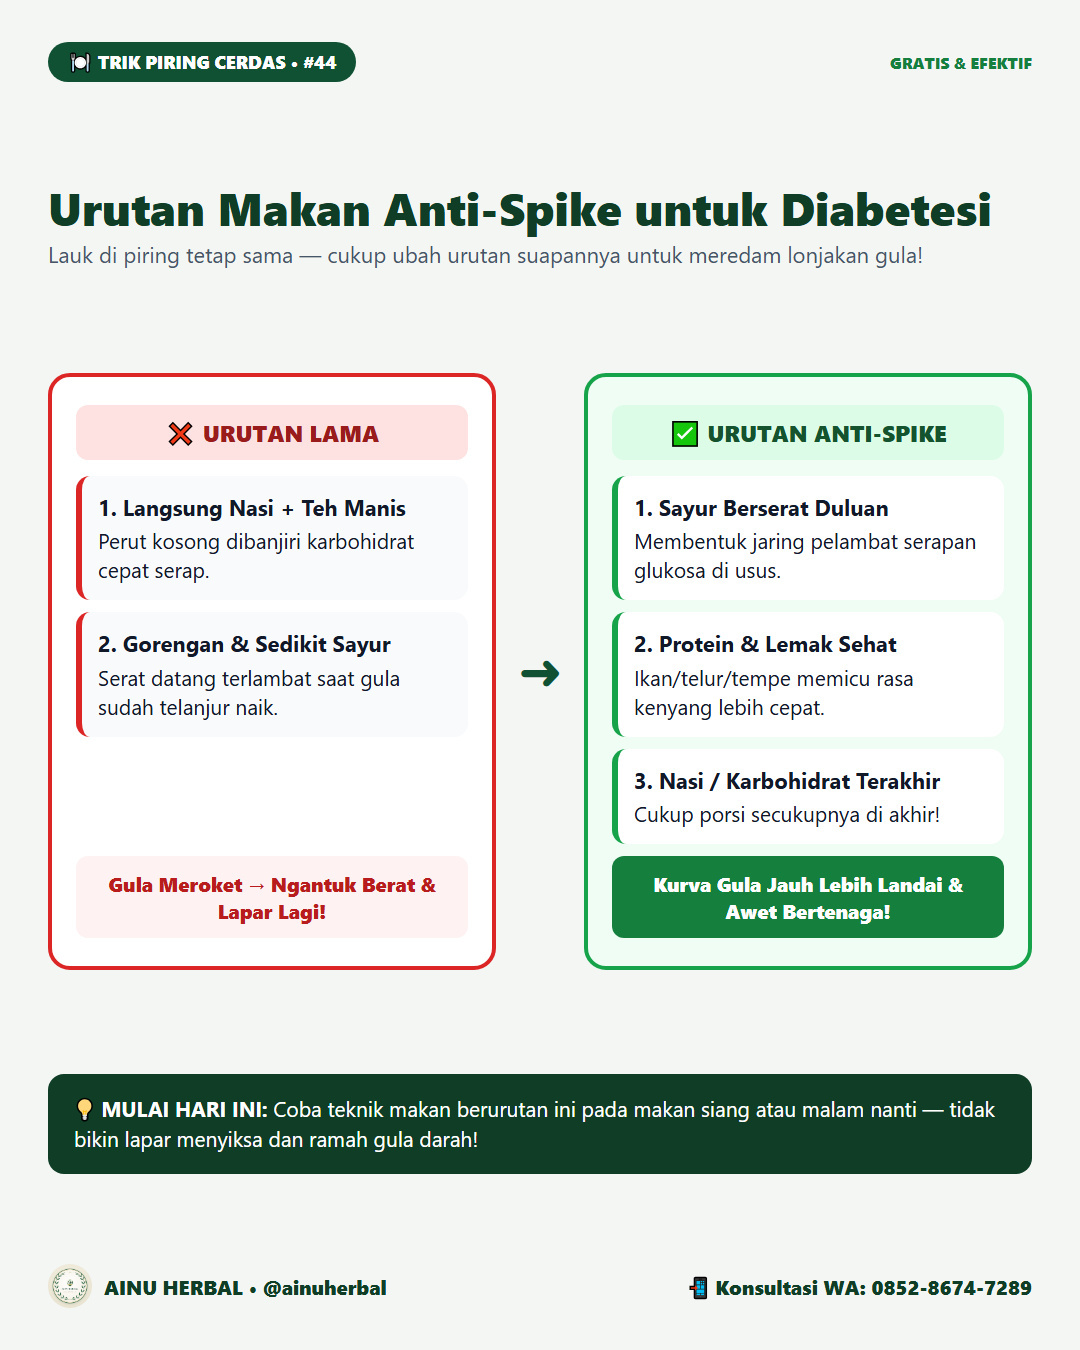 🍽️ TRIK PIRING CERDAS • #44
GRATIS & EFEKTIF
Urutan Makan Anti-Spike untuk Diabetesi
Lauk di piring tetap sama — cukup ubah urutan suapannya untuk meredam lonjakan gula!
❌ URUTAN LAMA
1. Langsung Nasi + Teh Manis
Perut kosong dibanjiri karbohidrat
cepat serap.
2. Gorengan & Sedikit Sayur
Serat datang terlambat saat gula
sudah telanjur naik.
Gula Meroket → Ngantuk Berat &
Lapar Lagi!
➜
✅ URUTAN ANTI-SPIKE
1. Sayur Berserat Duluan
Membentuk jaring pelambat serapan
glukosa di usus.
2. Protein & Lemak Sehat
Ikan/telur/tempe memicu rasa
kenyang lebih cepat.
3. Nasi / Karbohidrat Terakhir
Cukup porsi secukupnya di akhir!
Kurva Gula Jauh Lebih Landai &
Awet Bertenaga!
💡 MULAI HARI INI: Coba teknik makan berurutan ini pada makan siang atau malam nanti — tidak
bikin lapar menyiksa dan ramah gula darah!
AINU HERBAL • @ainuherbal
📲 Konsultasi WA: 0852-8674-7289